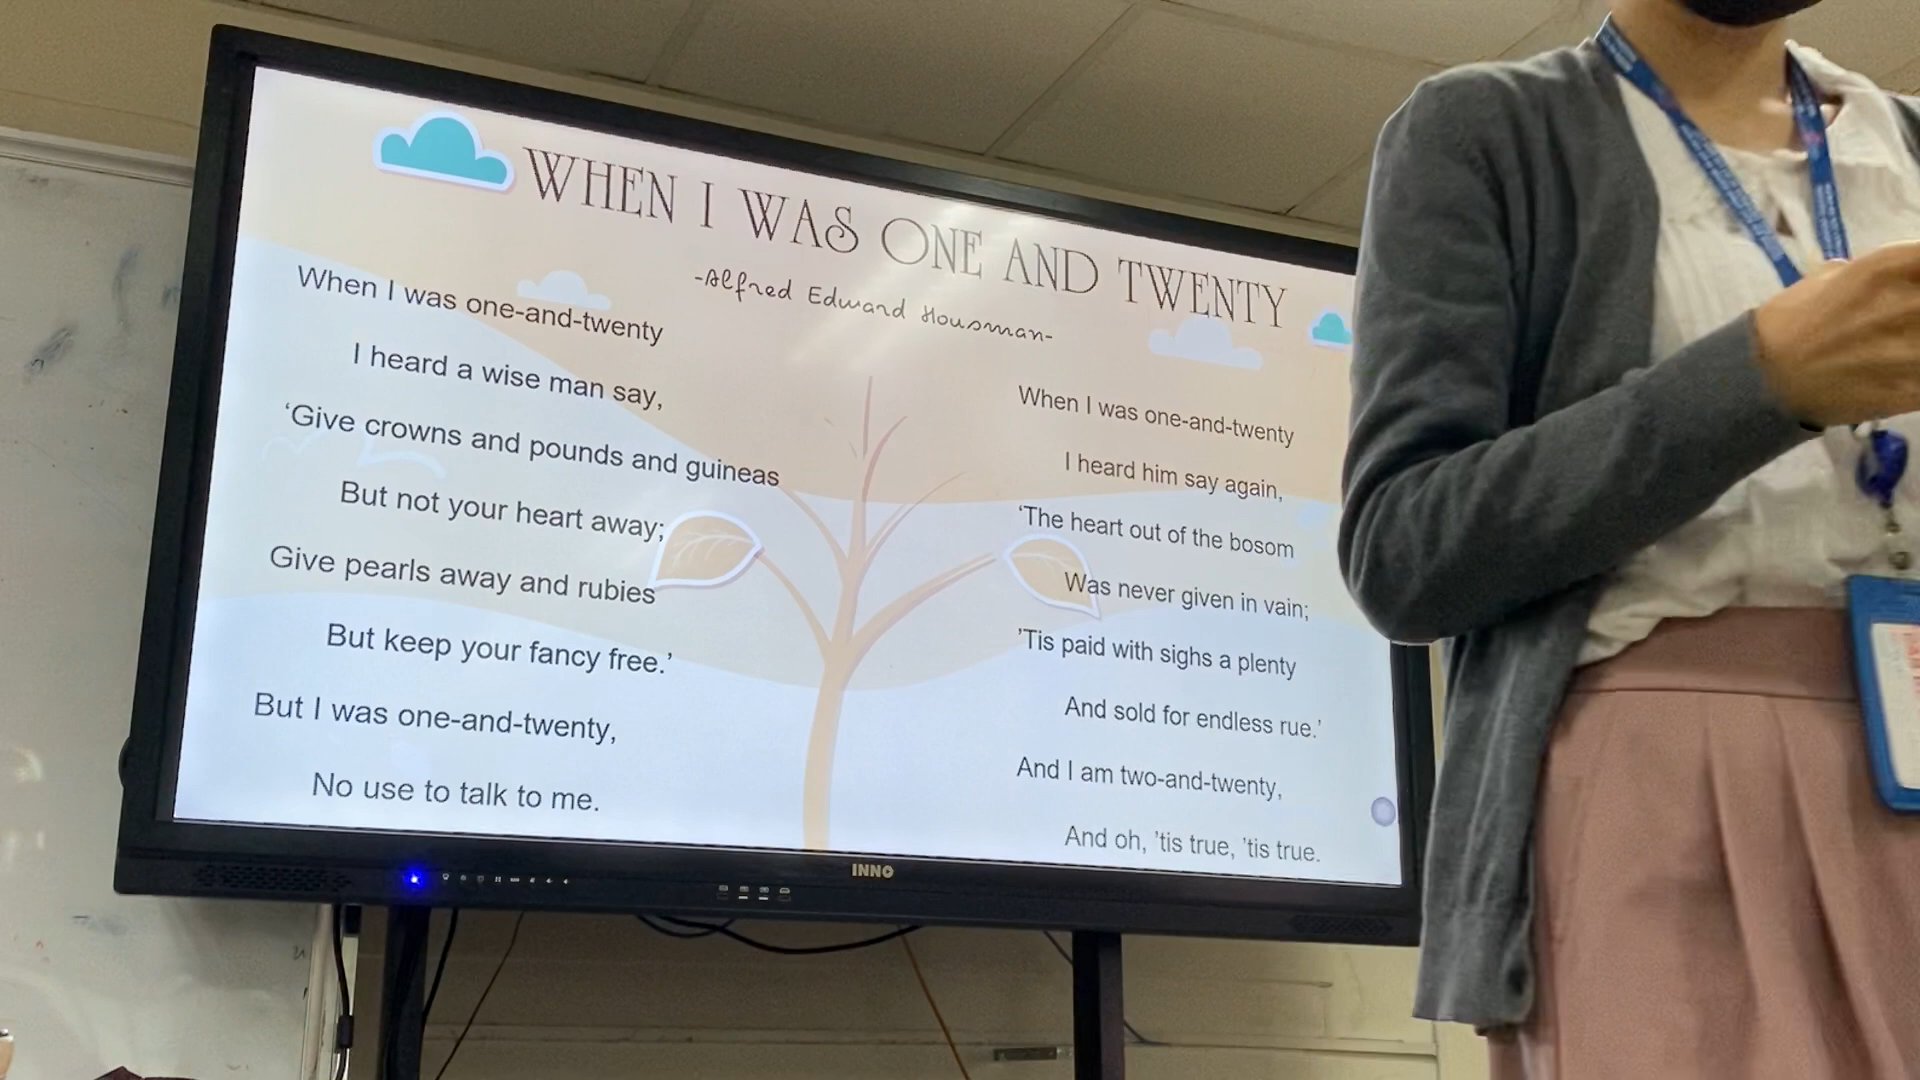 WHEN I WAS ONE AND TWENTY
-Alfred Edward Housman-
When I was one-and-twenty
I heard a wise man say,
‘Give crowns and pounds and guineas
But not your heart away;
Give pearls away and rubies
But keep your fancy free.’
But I was one-and-twenty,
No use to talk to me.
When I was one-and-twenty
I heard him say again,
‘The heart out of the bosom
Was never given in vain;
’Tis paid with sighs a plenty
And sold for endless rue.’
And I am two-and-twenty,
And oh, ’tis true, ’tis true.
INNO